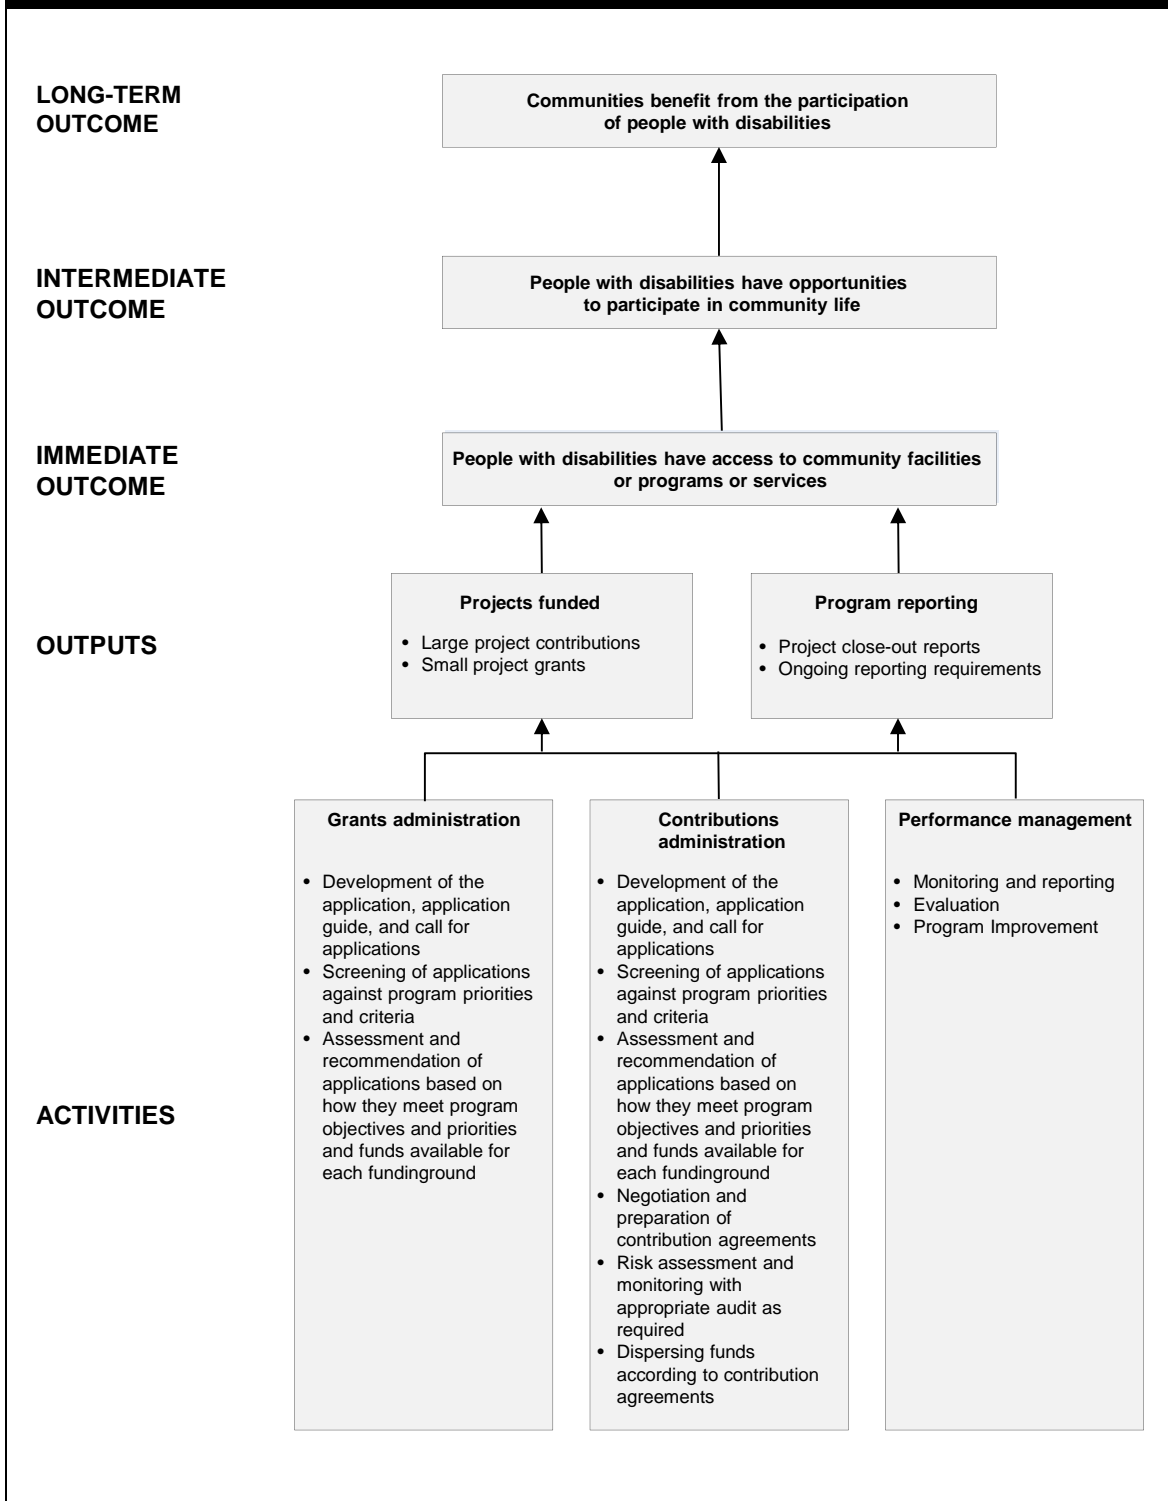 LONG-TERM
OUTCOME
Communities benefit from the participation
of people with disabilities
INTERMEDIATE
OUTCOME
People with disabilities have opportunities
to participate in community life
IMMEDIATE
OUTCOME
People with disabilities have access to community facilities
or programs or services
OUTPUTS
Projects funded
• Large project contributions
• Small project grants
Program reporting
• Project close-out reports
• Ongoing reporting requirements
ACTIVITIES
Grants administration
• Development of the
application, application
guide, and call for
applications
• Screening of applications
against program priorities
and criteria
• Assessment and
recommendation of
applications based on
how they meet program
objectives and priorities
and funds available for
each fundinground
Contributions
administration
• Development of the
application, application
guide, and call for
applications
• Screening of applications
against program priorities
and criteria
• Assessment and
recommendation of
applications based on
how they meet program
objectives and priorities
and funds available for
each fundinground
• Negotiation and
preparation of
contribution agreements
• Risk assessment and
monitoring with
appropriate audit as
required
• Dispersing funds
according to contribution
agreements
Performance management
• Monitoring and reporting
• Evaluation
• Program Improvement